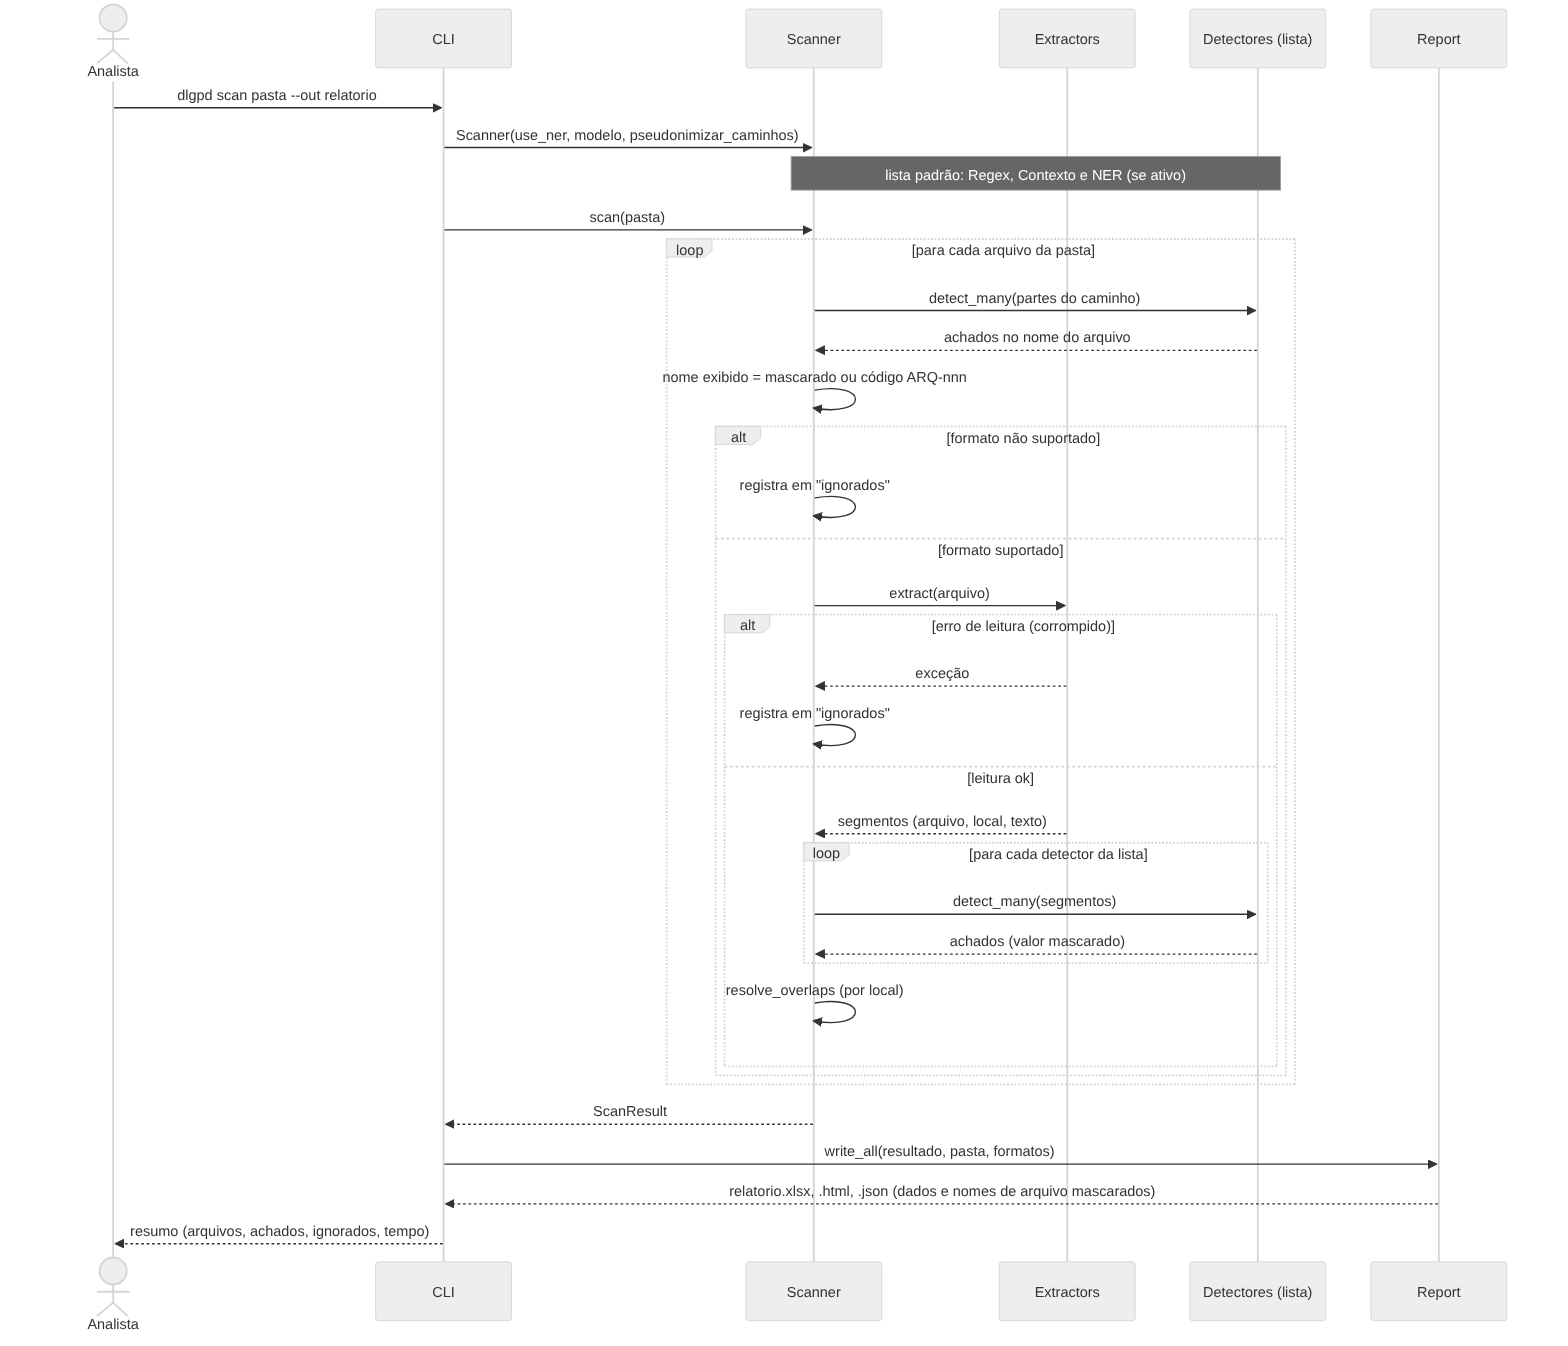 Analista
CLI
Scanner
Extractors
Detectores (lista)
Report
dlgpd scan pasta --out relatorio
Scanner(use_ner, modelo, pseudonimizar_caminhos)
lista padrão: Regex, Contexto e NER (se ativo)
scan(pasta)
loop
[para cada arquivo da pasta]
detect_many(partes do caminho)
achados no nome do arquivo
nome exibido = mascarado ou código ARQ-nnn
alt
[formato não suportado]
registra em "ignorados"
[formato suportado]
extract(arquivo)
alt
[erro de leitura (corrompido)]
exceção
registra em "ignorados"
[leitura ok]
segmentos (arquivo, local, texto)
loop
[para cada detector da lista]
detect_many(segmentos)
achados (valor mascarado)
resolve_overlaps (por local)
ScanResult
write_all(resultado, pasta, formatos)
relatorio.xlsx, .html, .json (dados e nomes de arquivo mascarados)
resumo (arquivos, achados, ignorados, tempo)
Analista
CLI
Scanner
Extractors
Detectores (lista)
Report